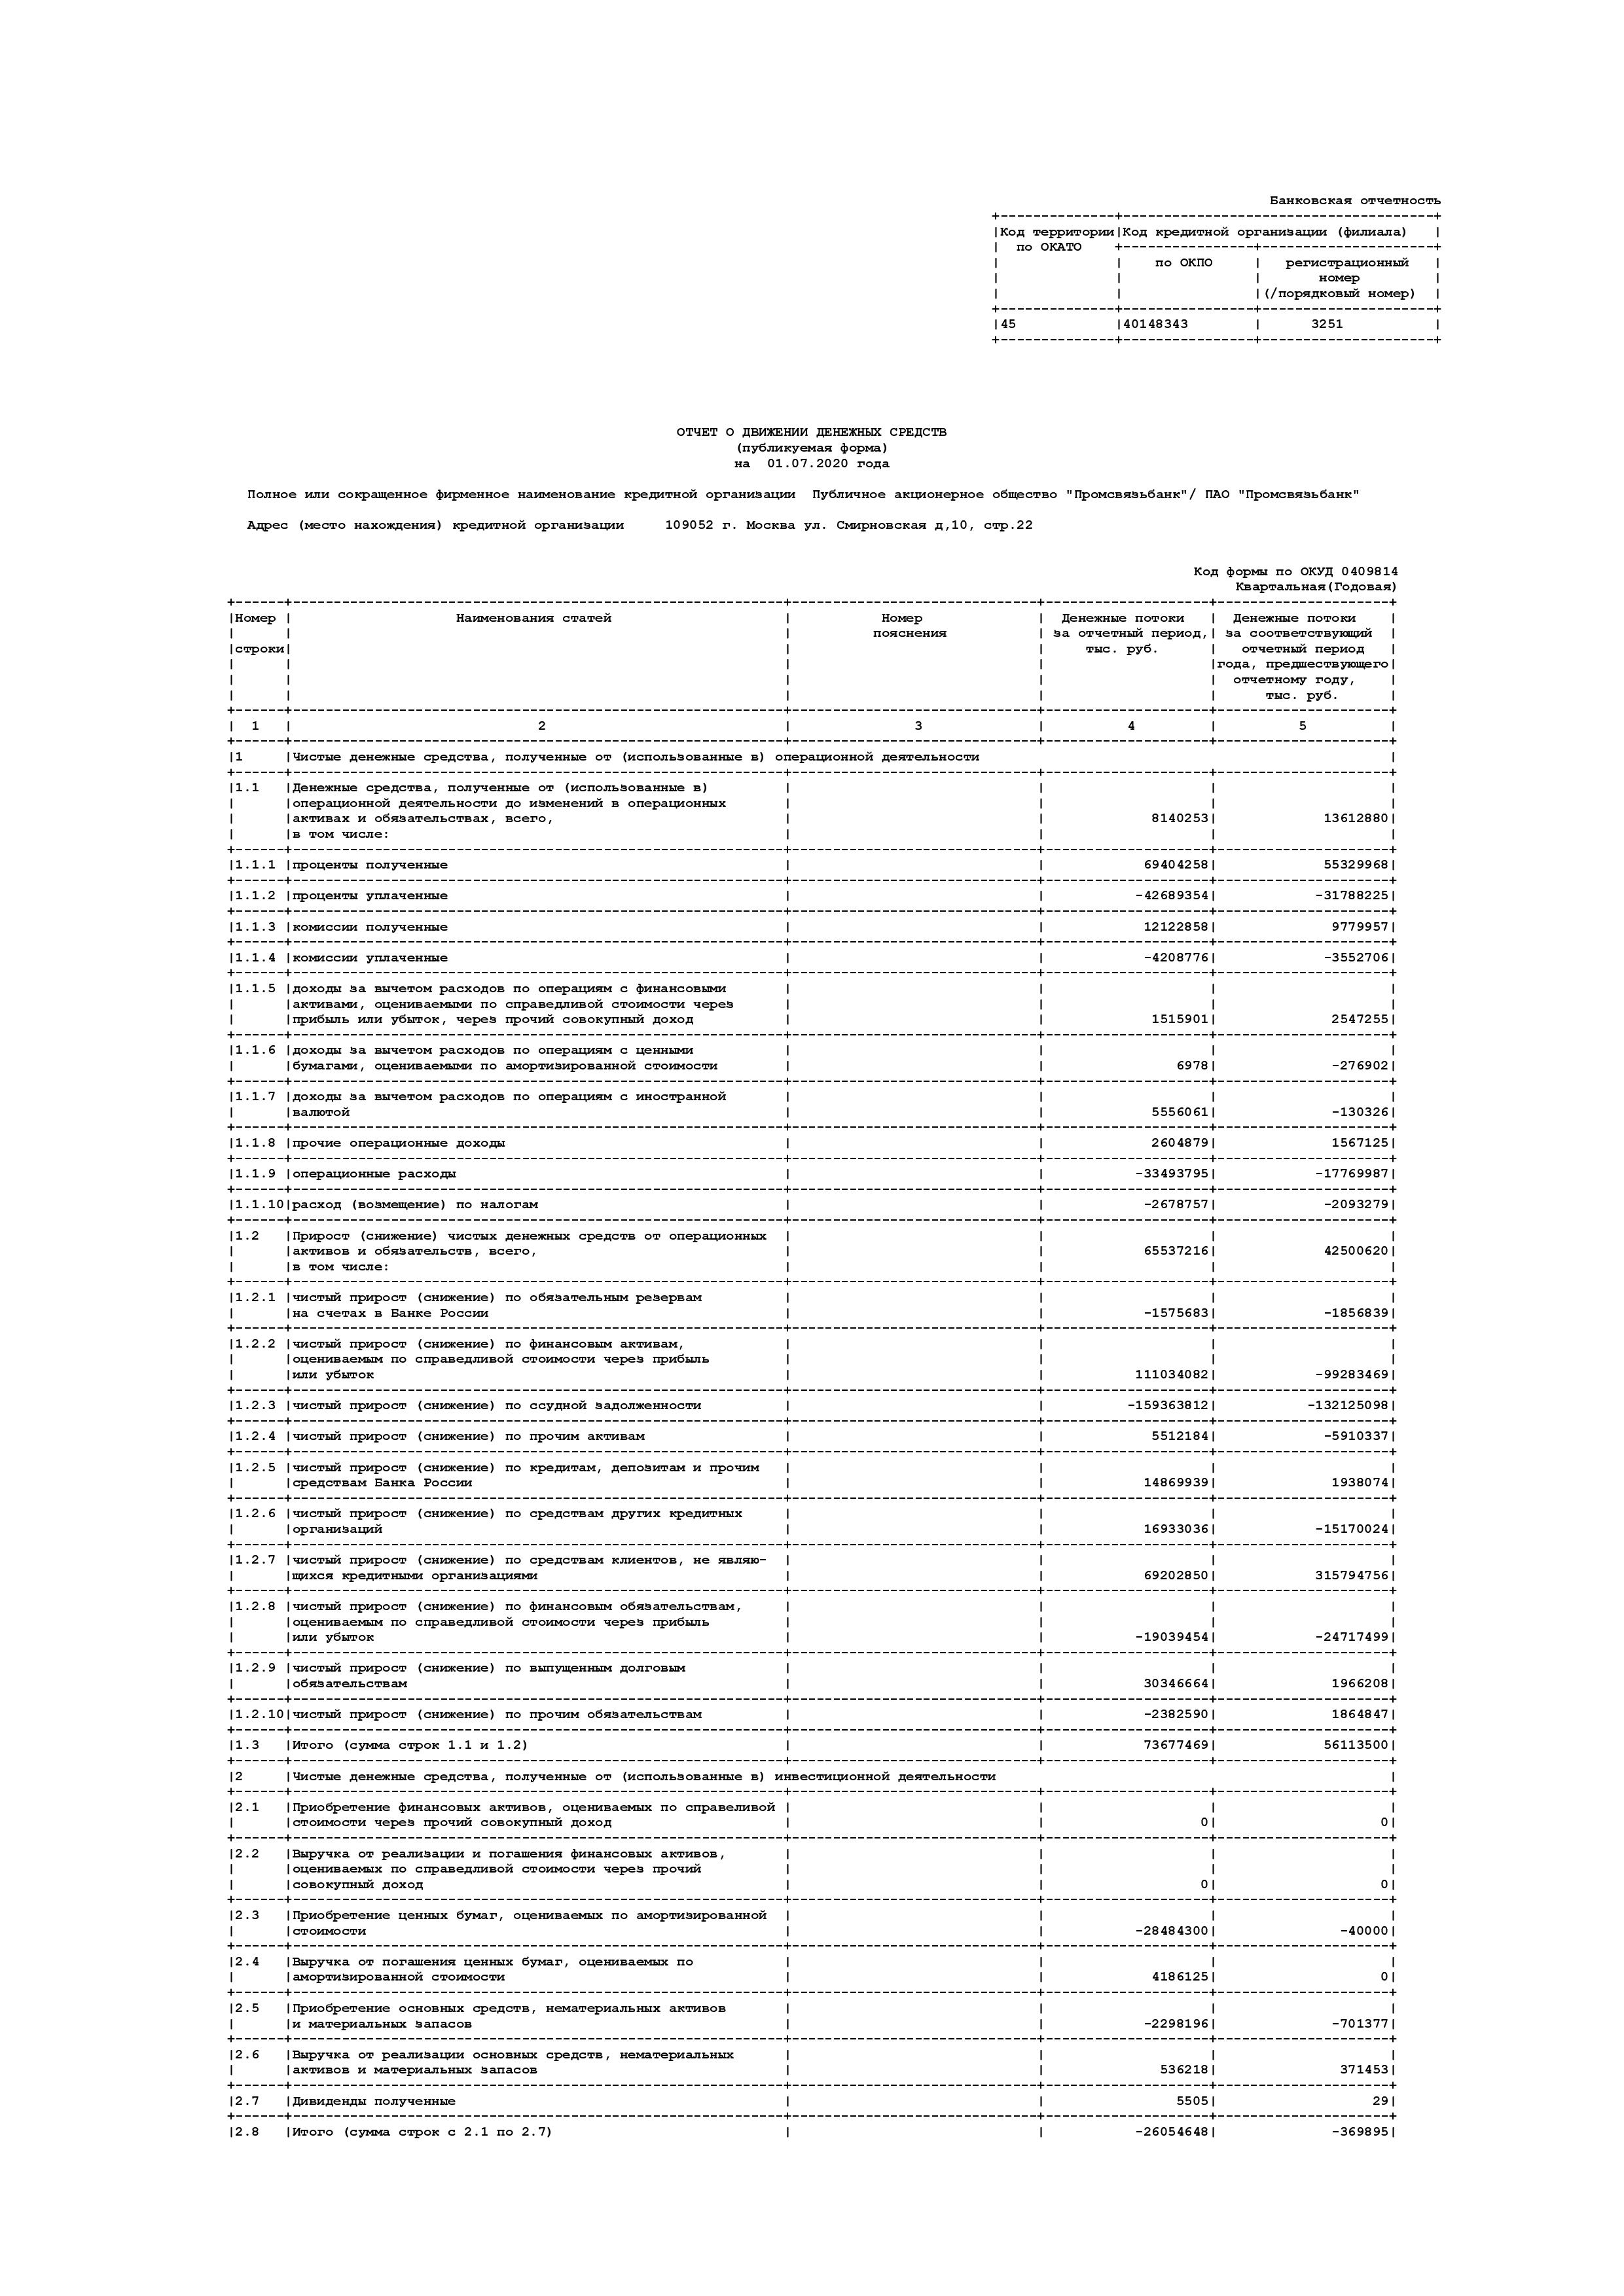 Банковская отчетность
Код территории Код кредитной организации (филиала)
по ОКАТО
по ОКПО регистрационный
номер
(/порядковый номер)
45 40148343 3251
ОТЧЕТ О ДВИЖЕНИИ ДЕНЕЖНЫХ СРЕДСТВ
(публикуемая форма)
на 01.07.2020 года
Полное или сокращенное фирменное наименование кредитной организации Публичное акционерное общество "Промсвязьбанк"/ ПАО "Промсвязьбанк"
Адрес (место нахождения) кредитной организации 109052 г. Москва ул. Смирновская д,10, стр.22
Код формы по ОКУД 0409814
Квартальная(Годовая)
Номер Наименования статей Номер Денежные потоки Денежные потоки
пояснения за отчетный период, за соответствующий
строки тыс. руб. отчетный период
года, предшествующего
отчетному году,
тыс. руб.
1 2 3 4 5
1 Чистые денежные средства, полученные от (использованные в) операционной деятельности
1.1 Денежные средства, полученные от (использованные в)
операционной деятельности до изменений в операционных
активах и обязательствах, всего, 8140253 13612880
в том числе:
1.1.1 проценты полученные 69404258 55329968
1.1.2 проценты уплаченные -42689354 -31788225
1.1.3 комиссии полученные 12122858 9779957
1.1.4 комиссии уплаченные -4208776 -3552706
1.1.5 доходы за вычетом расходов по операциям с финансовыми
активами, оцениваемыми по справедливой стоимости через
прибыль или убыток, через прочий совокупный доход 1515901 2547255
1.1.6 доходы за вычетом расходов по операциям с ценными
бумагами, оцениваемыми по амортизированной стоимости 6978 -276902
1.1.7 доходы за вычетом расходов по операциям с иностранной
валютой 5556061 -130326
1.1.8 прочие операционные доходы 2604879 1567125
1.1.9 операционные расходы -33493795 -17769987
1.1.10 расход (возмещение) по налогам -2678757 -2093279
1.2 Прирост (снижение) чистых денежных средств от операционных
активов и обязательств, всего, 65537216 42500620
в том числе:
1.2.1 чистый прирост (снижение) по обязательным резервам
на счетах в Банке России -1575683 -1856839
1.2.2 чистый прирост (снижение) по финансовым активам,
оцениваемым по справедливой стоимости через прибыль
или убыток 111034082 -99283469
1.2.3 чистый прирост (снижение) по ссудной задолженности -159363812 -132125098
1.2.4 чистый прирост (снижение) по прочим активам 5512184 -5910337
1.2.5 чистый прирост (снижение) по кредитам, депозитам и прочим
средствам Банка России 14869939 1938074
1.2.6 чистый прирост (снижение) по средствам других кредитных
организаций 16933036 -15170024
1.2.7 чистый прирост (снижение) по средствам клиентов, не являю-
щихся кредитными организациями 69202850 315794756
1.2.8 чистый прирост (снижение) по финансовым обязательствам,
оцениваемым по справедливой стоимости через прибыль
или убыток -19039454 -24717499
1.2.9 чистый прирост (снижение) по выпущенным долговым
обязательствам 30346664 1966208
1.2.10 чистый прирост (снижение) по прочим обязательствам -2382590 1864847
1.3 Итого (сумма строк 1.1 и 1.2) 73677469 56113500
2 Чистые денежные средства, полученные от (использованные в) инвестиционной деятельности
2.1 Приобретение финансовых активов, оцениваемых по справеливой
стоимости через прочий совокупный доход 0 0
2.2 Выручка от реализации и погашения финансовых активов,
оцениваемых по справедливой стоимости через прочий
совокупный доход 0 0
2.3 Приобретение ценных бумаг, оцениваемых по амортизированной
стоимости -28484300 -40000
2.4 Выручка от погашения ценных бумаг, оцениваемых по
амортизированной стоимости 4186125 0
2.5 Приобретение основных средств, нематериальных активов
и материальных запасов -2298196 -701377
2.6 Выручка от реализации основных средств, нематериальных
активов и материальных запасов 536218 371453
2.7 Дивиденды полученные 5505 29
2.8 Итого (сумма строк с 2.1 по 2.7) -26054648 -369895